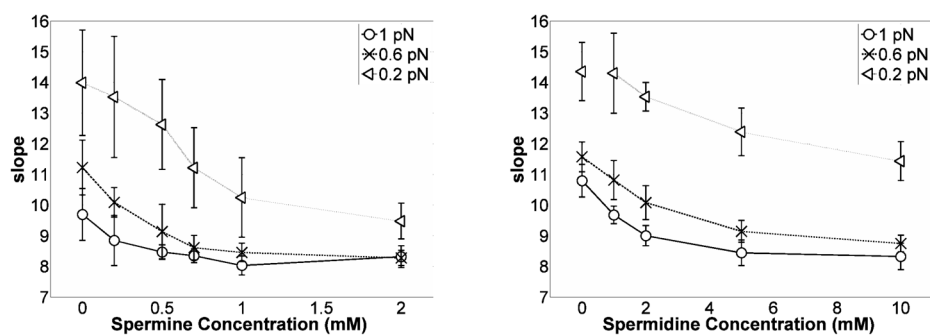 16
15
14
13
12
11
10
9
8
7
slope
0 0.5 1 1.5 2
Spermine Concentration (mM)
1 pN
0.6 pN
0.2 pN
16
15
14
13
12
11
10
9
8
7
slope
0 2 4 6 8 10
Spermidine Concentration (mM)
1 pN
0.6 pN
0.2 pN